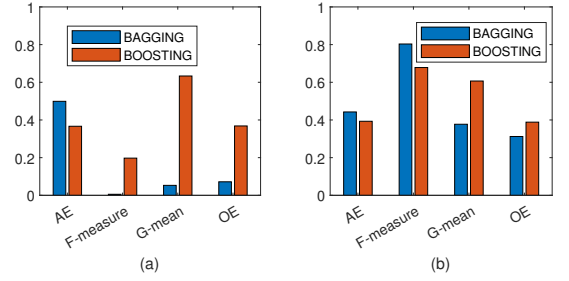 1
0.8
0.6
0.4
0.2
0
BAGGING
BOOSTING
AE
F-measure
G-mean
OE
(a)
1
0.8
0.6
0.4
0.2
0
BAGGING
BOOSTING
AE
F-measure
G-mean
OE
(b)